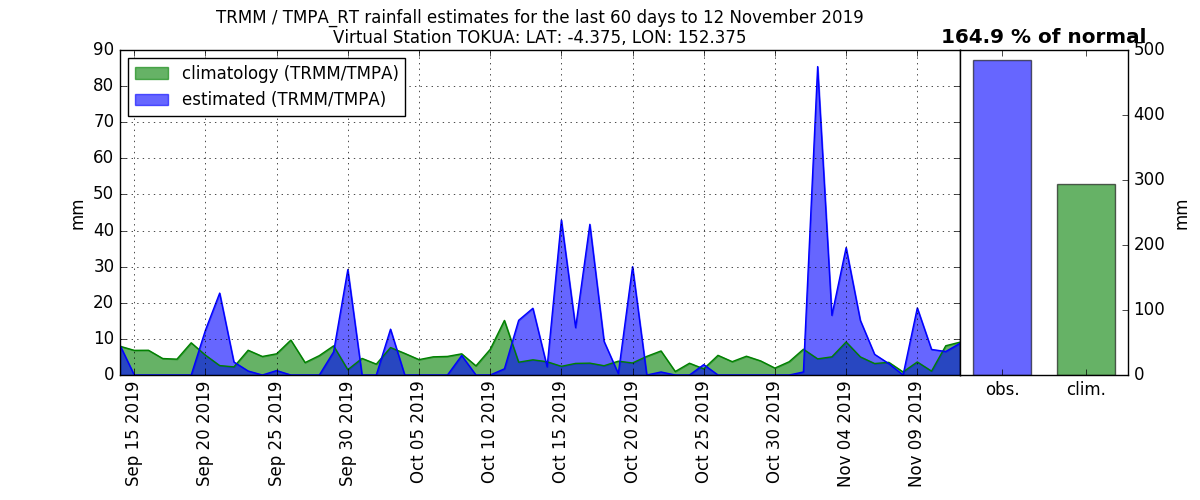 TRMM / TMPA_RT rainfall estimates for the last 60 days to 12 November 2019
Virtual Station TOKUA: LAT: -4.375, LON: 152.375
164.9 % of normal
climatology (TRMM/TMPA)
estimated (TRMM/TMPA)
mm
90
80
70
60
50
40
30
20
10
0
Sep 15 2019
Sep 20 2019
Sep 25 2019
Sep 30 2019
Oct 05 2019
Oct 10 2019
Oct 15 2019
Oct 20 2019
Oct 25 2019
Oct 30 2019
Nov 04 2019
Nov 09 2019
obs.
clim.
500
400
300
200
100
0
mm